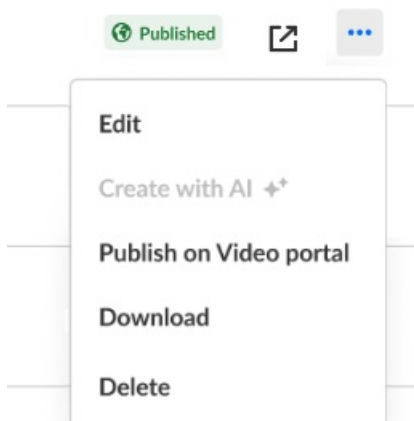 Published
Edit
Create with AI
Publish on Video portal
Download
Delete